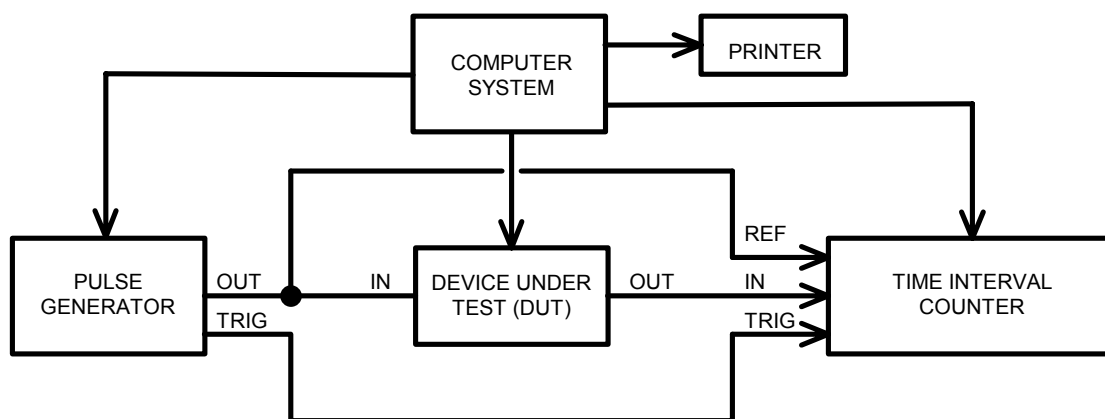 COMPUTER
SYSTEM
PRINTER
REF
PULSE
GENERATOR
OUT
TRIG
IN
DEVICE UNDER
TEST (DUT)
OUT
IN
TRIG
TIME INTERVAL
COUNTER